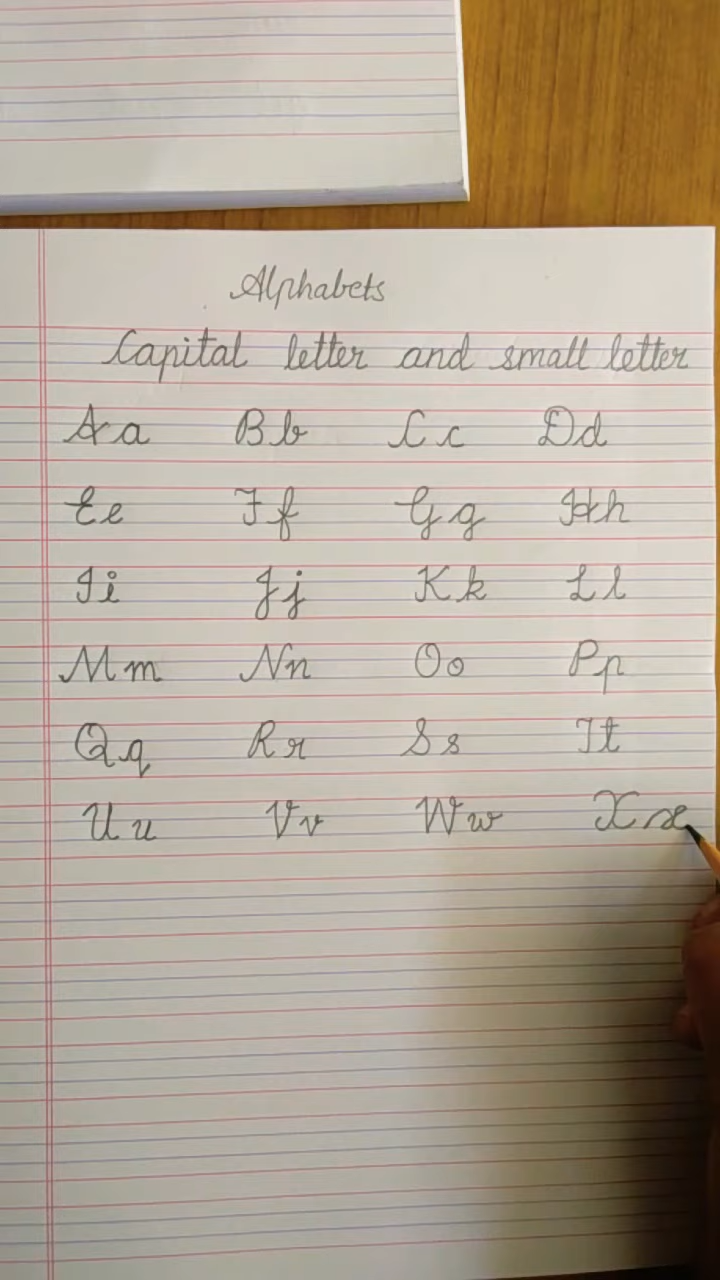 Alphabets
Capital letter and small letter
Aa Bb Cc Dd
Ee Ff Gg Hh
Ii Jj Kk Ll
Mm Nn Oo Pp
Qq Rr Ss Tt
Uu Vv Ww Xx